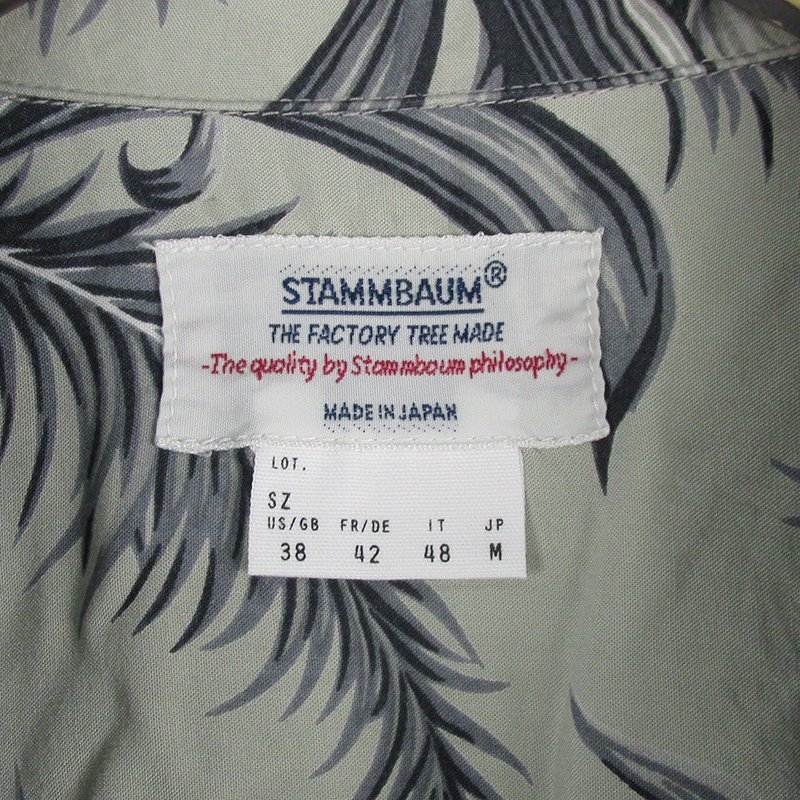 STAMMBAUM®
THE FACTORY TREE MADE
-The quality by Stammbaum philosophy-
MADE IN JAPAN
LOT.
SZ
US/GB FR/DE IT JP
38 42 48 M